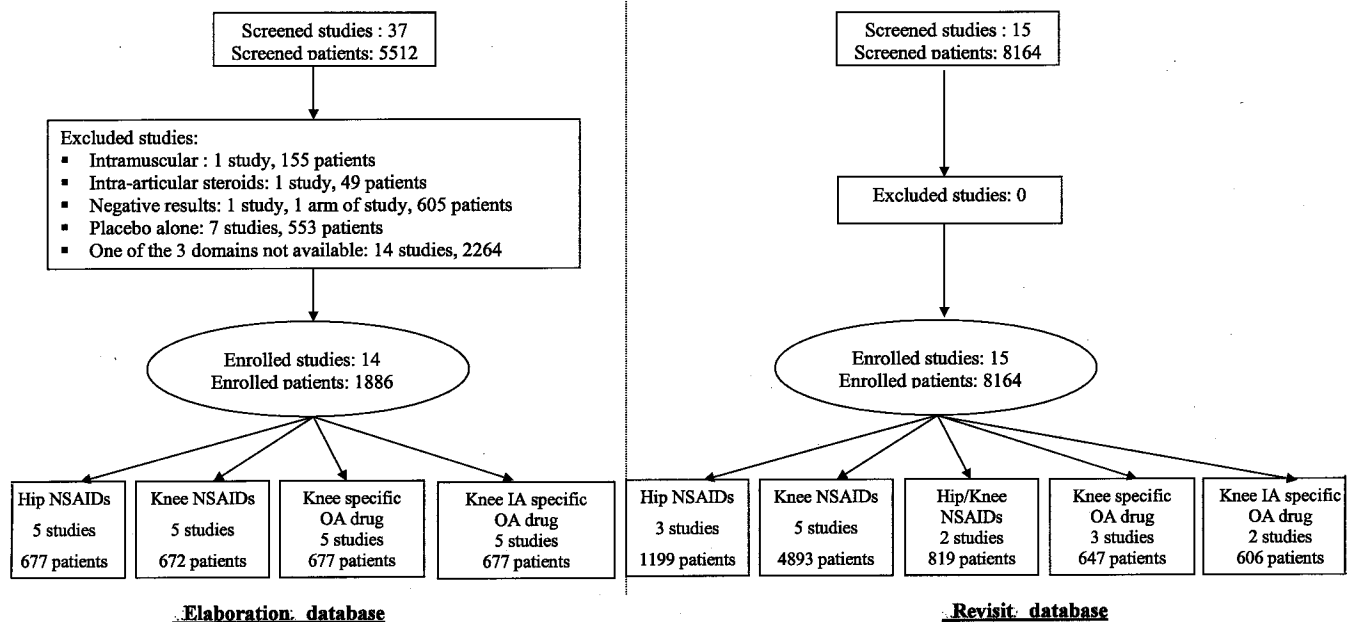 Screened studies : 37
Screened patients: 5512
Excluded studies:
▪ Intramuscular : 1 study, 155 patients
▪ Intra-articular steroids: 1 study, 49 patients
▪ Negative results: 1 study, 1 arm of study, 605 patients
▪ Placebo alone: 7 studies, 553 patients
▪ One of the 3 domains not available: 14 studies, 2264
Enrolled studies: 14
Enrolled patients: 1886
Hip NSAIDs
5 studies
677 patients
Knee NSAIDs
5 studies
672 patients
Knee specific
OA drug
5 studies
677 patients
Knee IA specific
OA drug
5 studies
677 patients
Elaboration database
Screened studies : 15
Screened patients: 8164
Excluded studies: 0
Enrolled studies: 15
Enrolled patients: 8164
Hip NSAIDs
3 studies
1199 patients
Knee NSAIDs
5 studies
4893 patients
Hip/Knee
NSAIDs
2 studies
819 patients
Knee specific
OA drug
3 studies
647 patients
Knee IA specific
OA drug
2 studies
606 patients
Revisit database